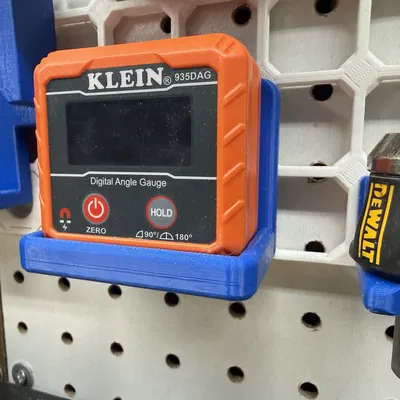 KLEIN® 935DAG
Digital Angle Gauge
HOLD
ZERO
90°/ 180°
DEWALT